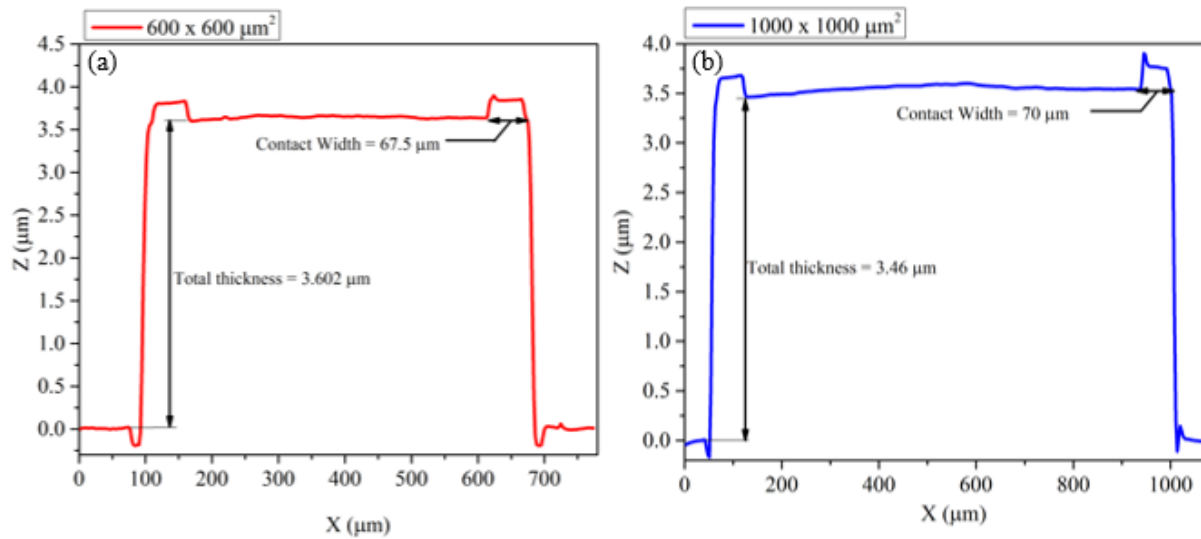 600 x 600 μm²
(a)
4.5
4.0
3.5
3.0
2.5
2.0
1.5
1.0
0.5
0.0
Z (μm)
Contact Width = 67.5 μm
Total thickness = 3.602 μm
0 100 200 300 400 500 600 700
X (μm)
1000 x 1000 μm²
(b)
4.0
3.5
3.0
2.5
2.0
1.5
1.0
0.5
0.0
Z (μm)
Contact Width = 70 μm
Total thickness = 3.46 μm
0 200 400 600 800 1000
X (μm)